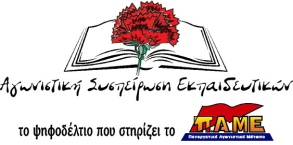 Αγωνιστική Συσπείρωση Εκπαιδευτικών
το ψηφοδέλτιο που στηρίζει το ΠΑΜΕ
Πανεργατικό Αγωνιστικό Μέτωπο